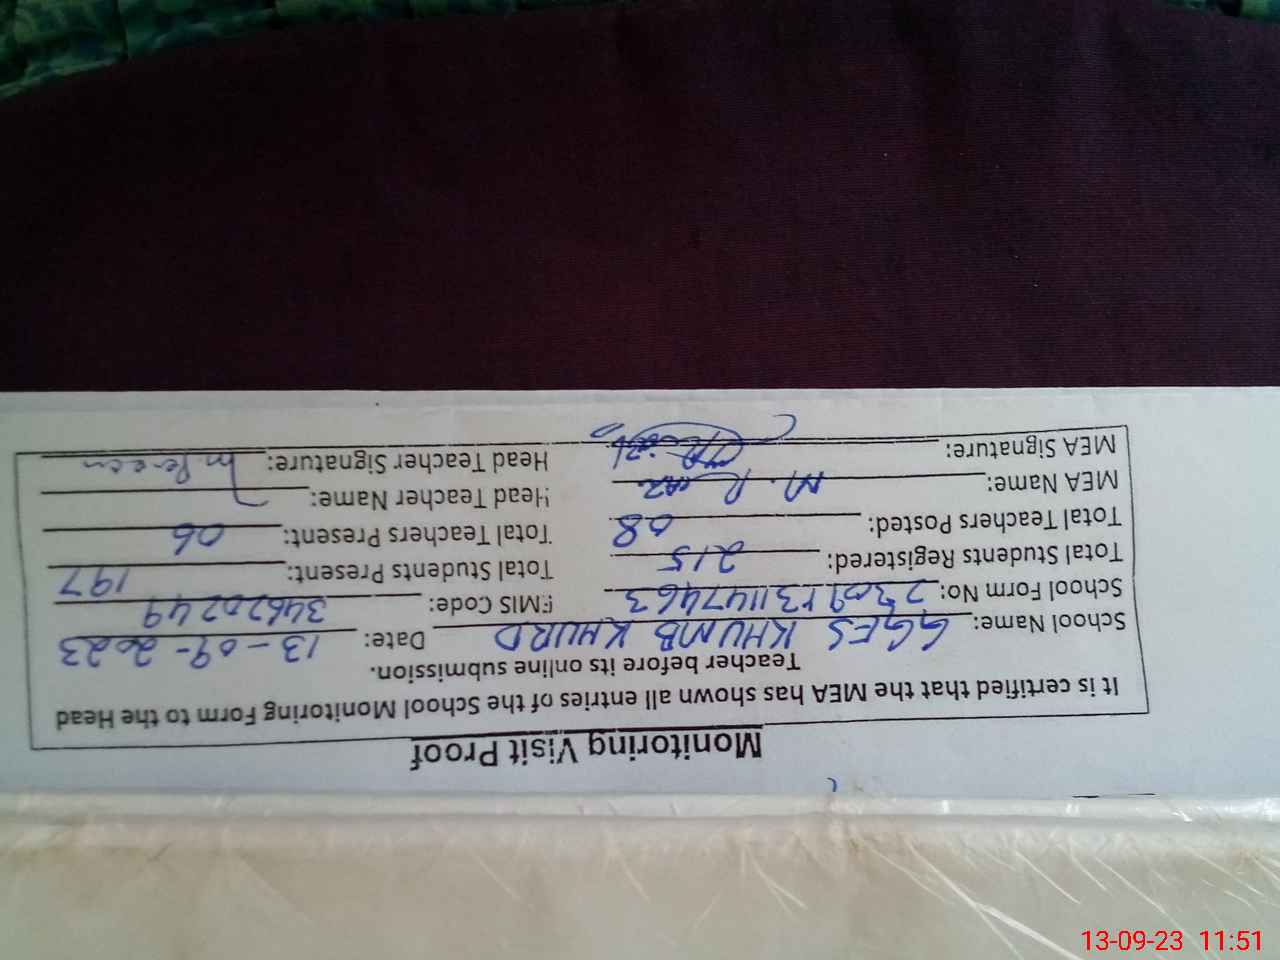 Monitoring Visit Proof
It is certified that the MEA has shown all entries of the School Monitoring Form to the Head
Teacher before its online submission.
School Name: GGES KHUMB KHURD Date: 13-09-2023
School Form No: EMIS Code: 34620249
Total Students Registered: 215 Total Students Present: 197
Total Teachers Posted: 08 Total Teachers Present: 06
MEA Name: M. Riaz Head Teacher Name:
MEA Signature: Head Teacher Signature:
13-09-23 11:51